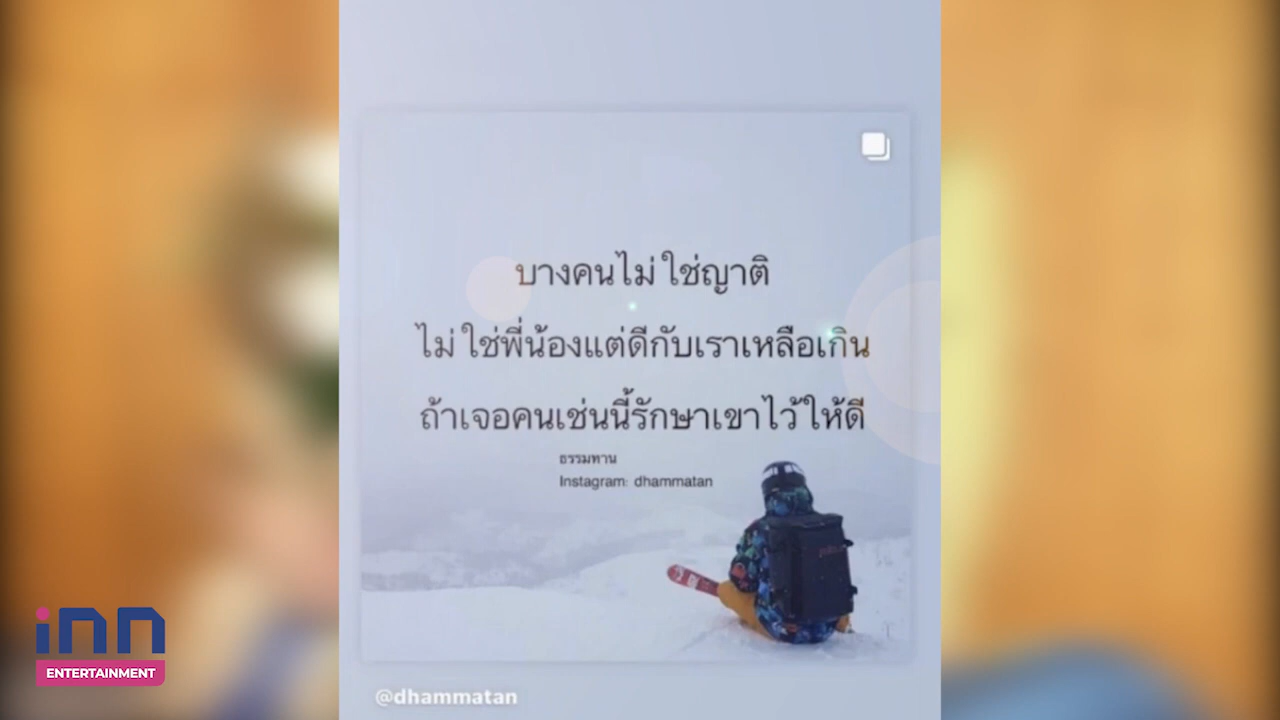 บางคนไม่ใช่ญาติ
ไม่ใช่พี่น้องแต่ดีกับเราเหลือเกิน
ถ้าเจอคนเช่นนี้รักษาเขาไว้ให้ดี
ธรรมทาน
Instagram: dhammatan
inn
ENTERTAINMENT
@dhammatan